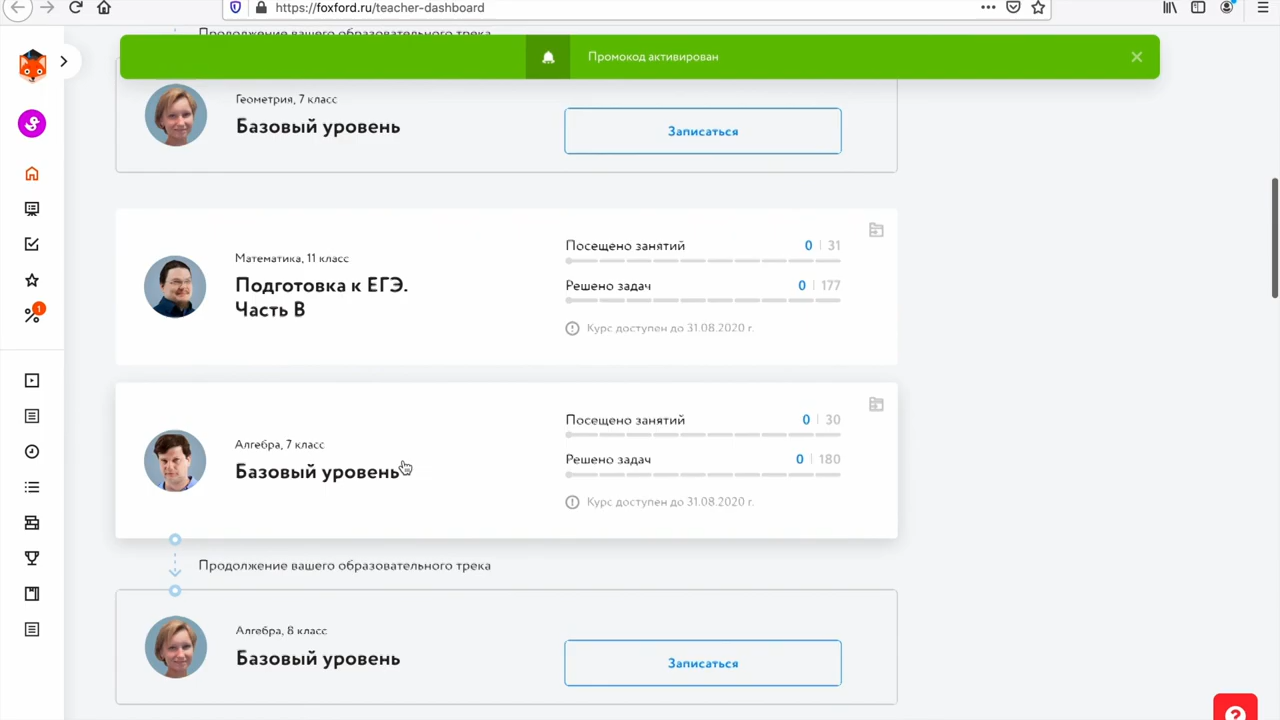 https://foxford.ru/teacher-dashboard
Продолжение вашего образовательного трека
Промокод активирован
Геометрия, 7 класс
Базовый уровень
Записаться
Математика, 11 класс
Подготовка к ЕГЭ.
Часть B
Посещено занятий 0 | 31
Решено задач 0 | 177
Курс доступен до 31.08.2020 г.
Алгебра, 7 класс
Базовый уровень
Посещено занятий 0 | 30
Решено задач 0 | 180
Курс доступен до 31.08.2020 г.
Продолжение вашего образовательного трека
Алгебра, 8 класс
Базовый уровень
Записаться
1
?